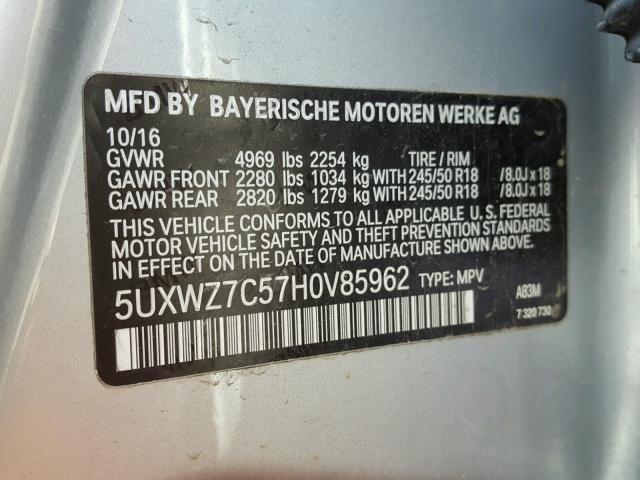 MFD BY BAYERISCHE MOTOREN WERKE AG
10/16
GVWR 4969 lbs 2254 kg TIRE / RIM
GAWR FRONT 2280 lbs 1034 kg WITH 245/50 R18 /8.0J x 18
GAWR REAR 2820 lbs 1279 kg WITH 245/50 R18 /8.0J x 18
THIS VEHICLE CONFORMS TO ALL APPLICABLE U. S. FEDERAL
MOTOR VEHICLE SAFETY AND THEFT PREVENTION STANDARDS
IN EFFECT ON THE DATE OF MANUFACTURE SHOWN ABOVE.
5UXWZ7C57H0V85962 TYPE: MPV
A83M
7 320 730